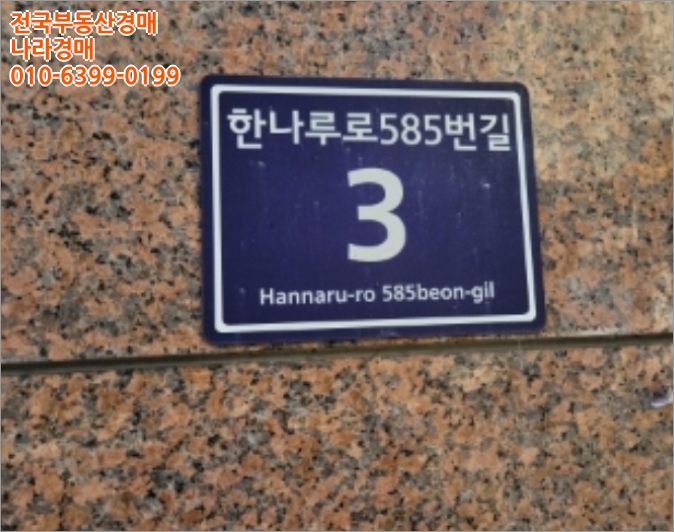 전국부동산경매
나라경매
010-6399-0199
한나루로585번길
3
Hannaru-ro 585beon-gil